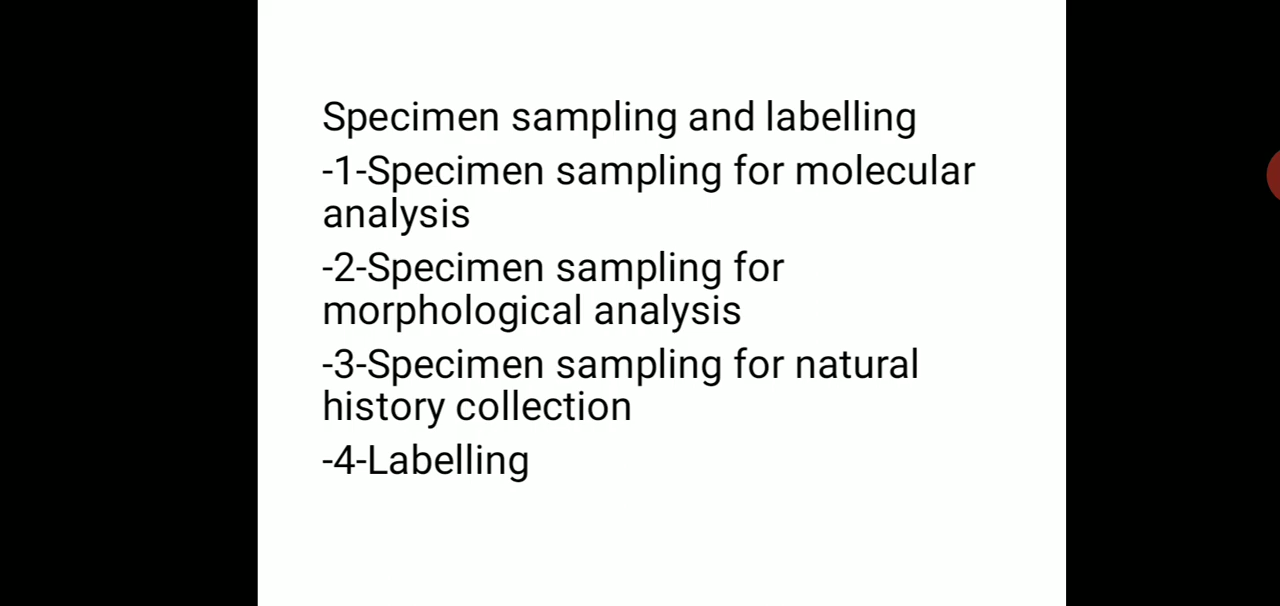 Specimen sampling and labelling
-1-Specimen sampling for molecular
analysis
-2-Specimen sampling for
morphological analysis
-3-Specimen sampling for natural
history collection
-4-Labelling